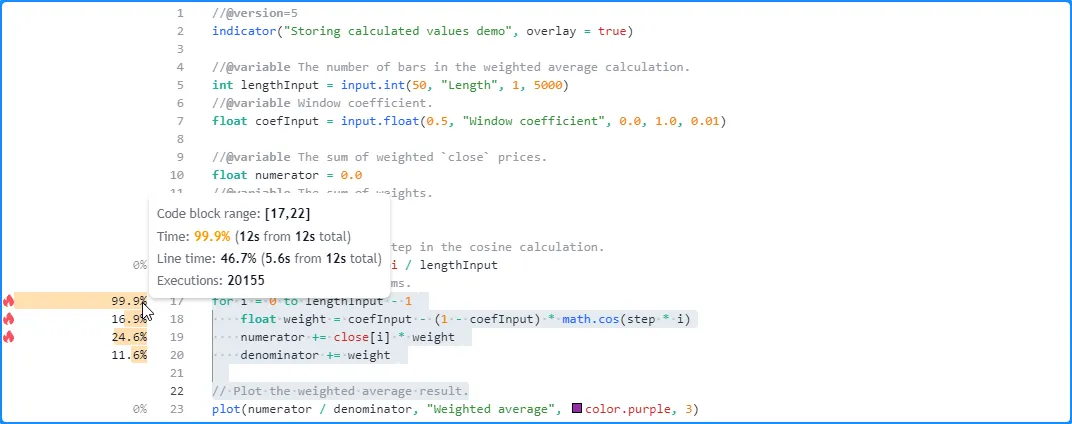 1 //@version=5
2 indicator("Storing calculated values demo", overlay = true)
3
4 //@variable The number of bars in the weighted average calculation.
5 int lengthInput = input.int(50, "Length", 1, 5000)
6 //@variable Window coefficient.
7 float coefInput = input.float(0.5, "Window coefficient", 0.0, 1.0, 0.01)
8
9 //@variable The sum of weighted `close` prices.
10 float numerator = 0.0
11 //@variable The sum of weights.
Code block range: [17,22]
Time: 99.9% (12s from 12s total)
tep in the cosine calculation.
Line time: 46.7% (5.6s from 12s total)
0% i / lengthInput
Executions: 20155
ms.
99.9% 17 for i = 0 to lengthInput - 1
16.9% 18 float weight = coefInput - (1 - coefInput) * math.cos(step * i)
24.6% 19 numerator += close[i] * weight
11.6% 20 denominator += weight
21
22 // Plot the weighted average result.
0% 23 plot(numerator / denominator, "Weighted average", color.purple, 3)